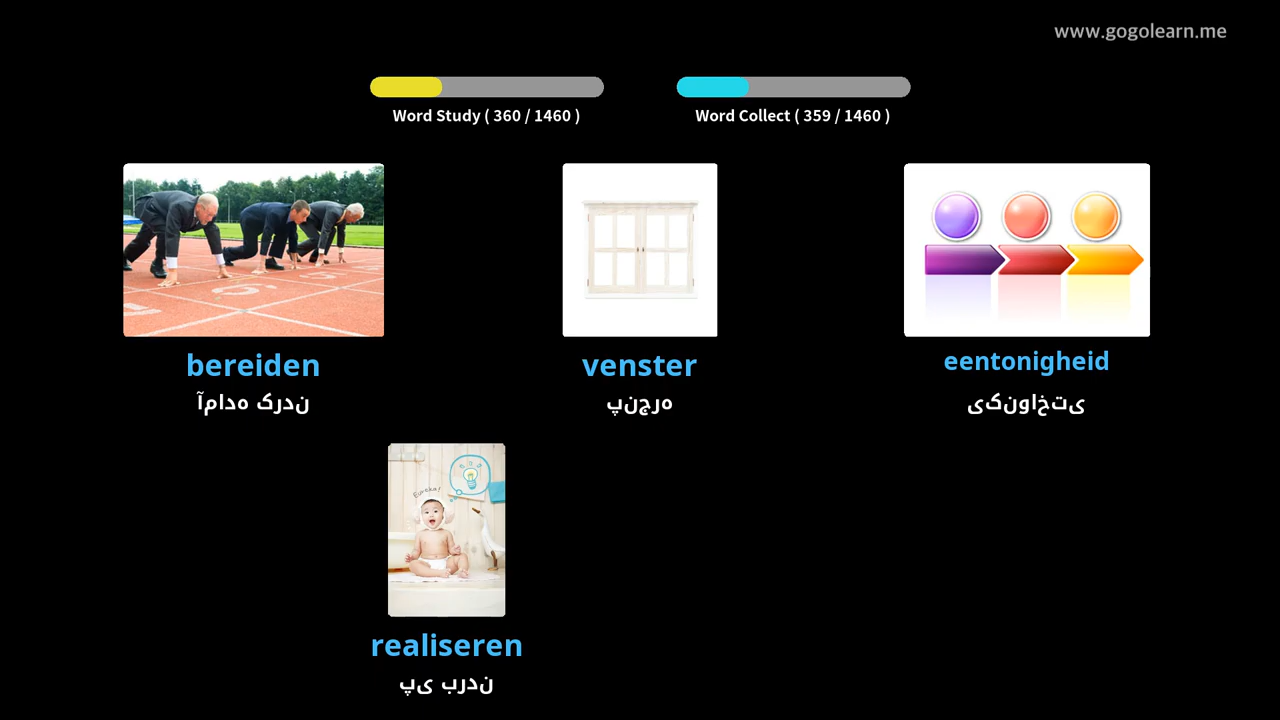 www.gogolearn.me
Word Study ( 360 / 1460 )
Word Collect ( 359 / 1460 )
bereiden
آماده کردن
venster
پنجره
eentonigheid
یکنواختی
Eureka!
realiseren
پی بردن